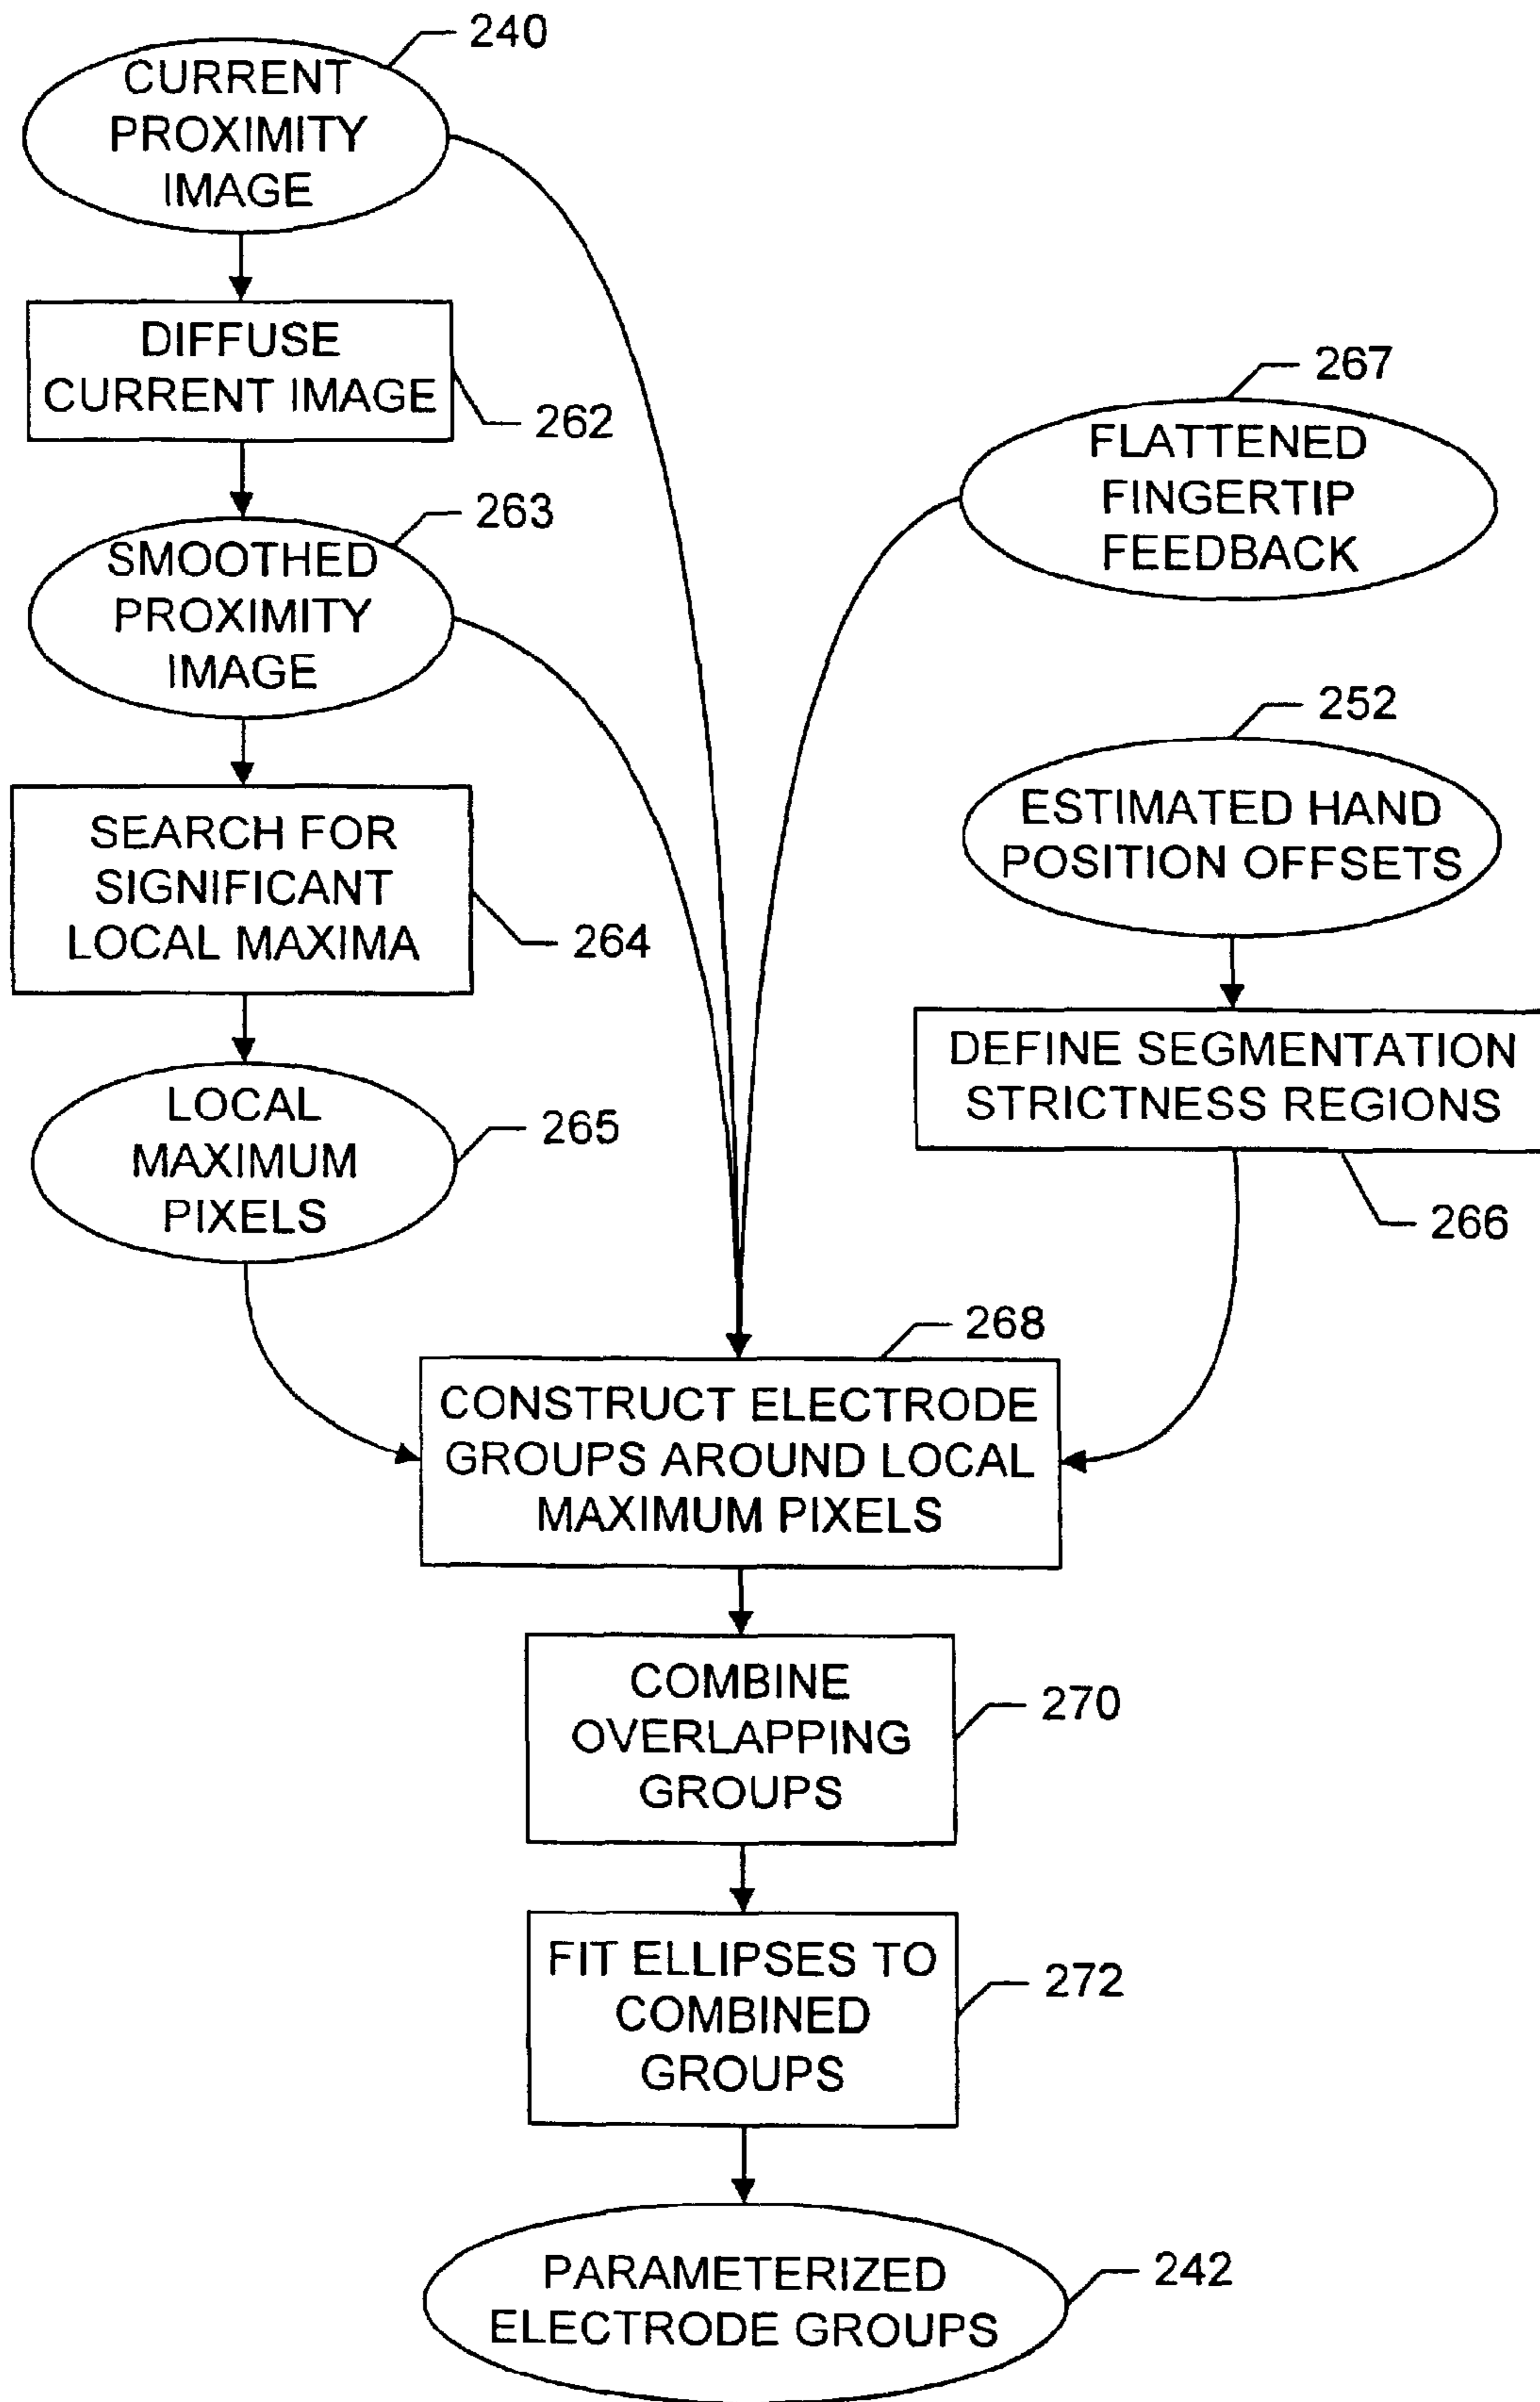 240
CURRENT
PROXIMITY
IMAGE
DIFFUSE
CURRENT IMAGE
262
267
FLATTENED
FINGERTIP
FEEDBACK
263
SMOOTHED
PROXIMITY
IMAGE
252
ESTIMATED HAND
POSITION OFFSETS
SEARCH FOR
SIGNIFICANT
LOCAL MAXIMA
264
DEFINE SEGMENTATION
STRICTNESS REGIONS
266
LOCAL
MAXIMUM
PIXELS
265
268
CONSTRUCT ELECTRODE
GROUPS AROUND LOCAL
MAXIMUM PIXELS
COMBINE
OVERLAPPING
GROUPS
270
FIT ELLIPSES TO
COMBINED
GROUPS
272
PARAMETERIZED
ELECTRODE GROUPS
242